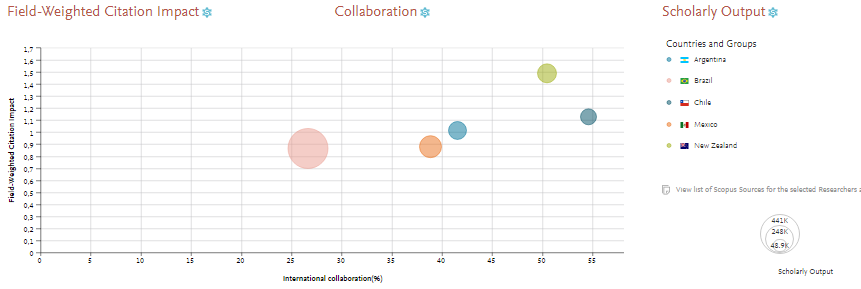 Field-Weighted Citation Impact
Collaboration
Scholarly Output
Field-Weighted Citation Impact
1,7
1,6
1,5
1,4
1,3
1,2
1,1
1
0,9
0,8
0,7
0,6
0,5
0,4
0,3
0,2
0,1
0
0 5 10 15 20 25 30 35 40 45 50 55
International collaboration(%)
Countries and Groups
Argentina
Brazil
Chile
Mexico
New Zealand
View list of Scopus Sources for the selected Researchers a
441K
248K
48.9K
Scholarly Output